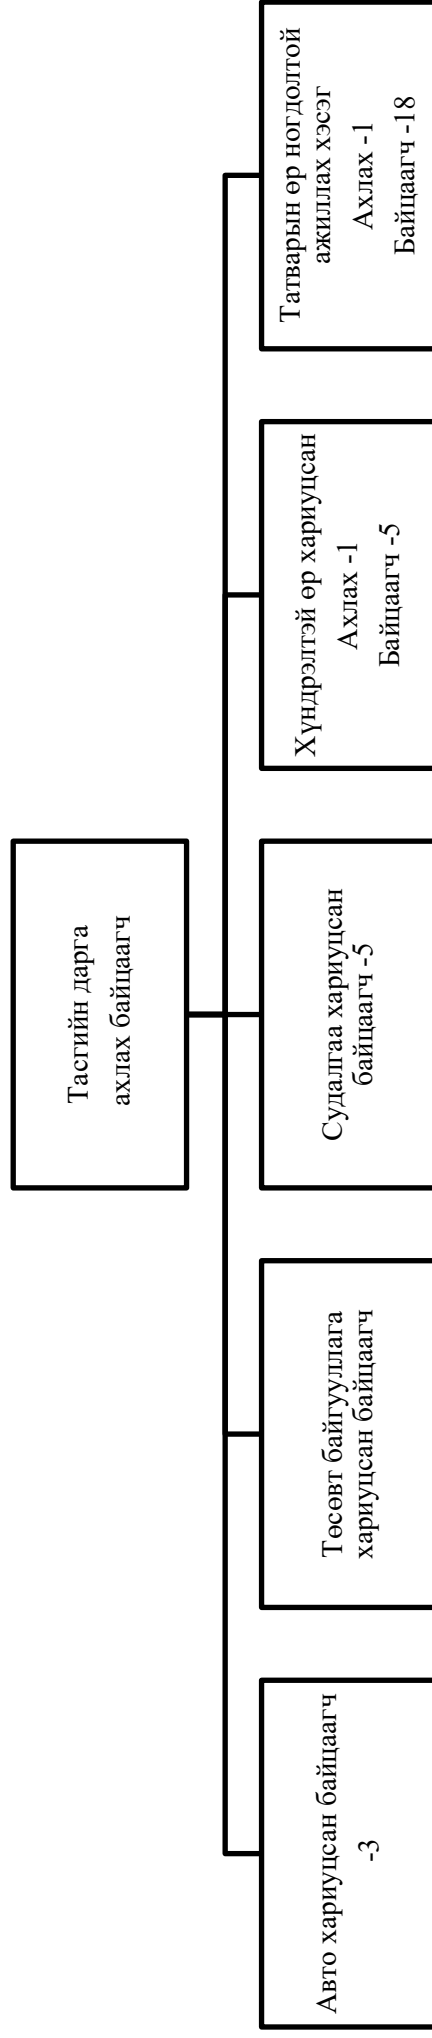 Тасгийн дарга
ахлах байцаагч
Авто хариуцсан байцаагч
-3
Төсөвт байгууллага
хариуцсан байцаагч
Судалгаа хариуцсан
байцаагч -5
Хүндрэлтэй өр хариуцсан
Ахлах -1
Байцаагч -5
Татварын өр ногдолтой
ажиллах хэсэг
Ахлах -1
Байцаагч -18